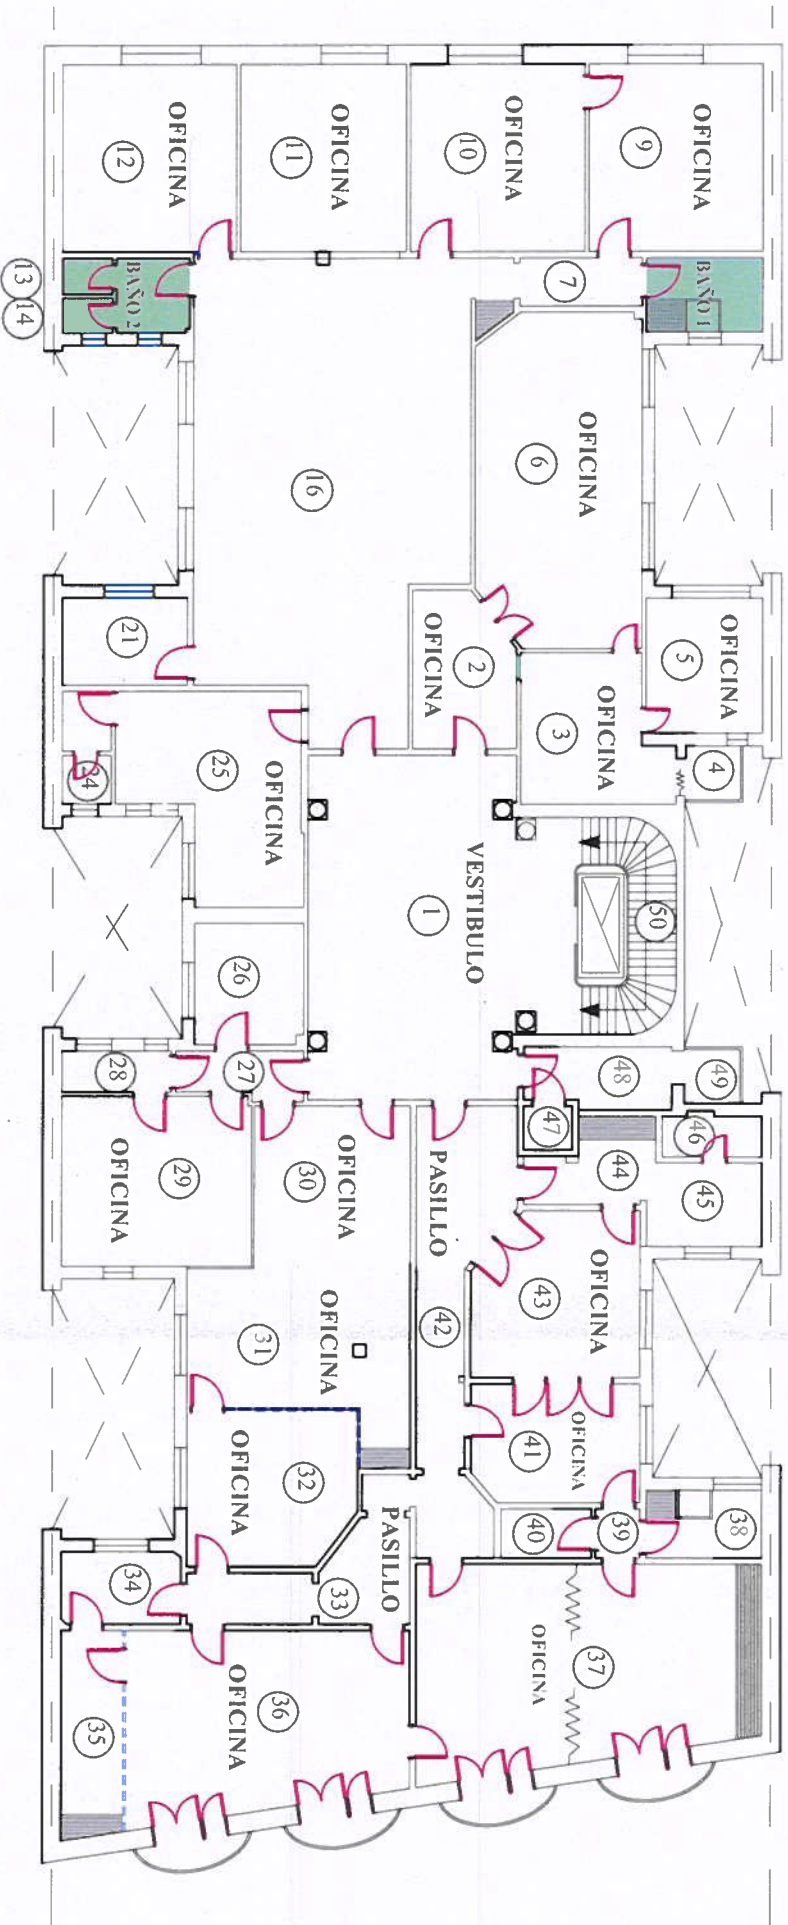 OFICINA
12
OFICINA
11
OFICINA
10
OFICINA
9
13
14
BAÑO 2
7
BAÑO 1
16
OFICINA
6
21
OFICINA
2
OFICINA
3
OFICINA
5
4
24
25
OFICINA
VESTIBULO
1
50
26
27
28
OFICINA
29
OFICINA
30
OFICINA
31
PASILLO
42
47
48
49
46
44
45
OFICINA
43
OFICINA
41
40
39
38
OFICINA
32
PASILLO
33
34
35
OFICINA
36
OFICINA
37